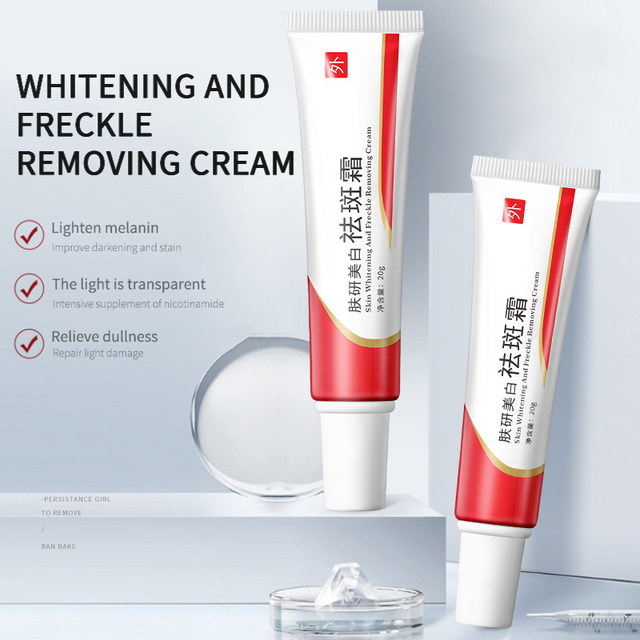 WHITENING AND
FRECKLE
REMOVING CREAM
Lighten melanin
Improve darkening and stain
The light is transparent
Intensive supplement of nicotinamide
Relieve dullness
Repair light damage
-PERSISTANCE GIRL
TO REMOVE
/
BAN RAKE
外
肤研美白祛斑霜
Skin Whitening And Freckle Removing Cream
净含量：20g
外
肤研美白祛斑霜
Skin Whitening And Freckle Removing Cream
净含量：20g